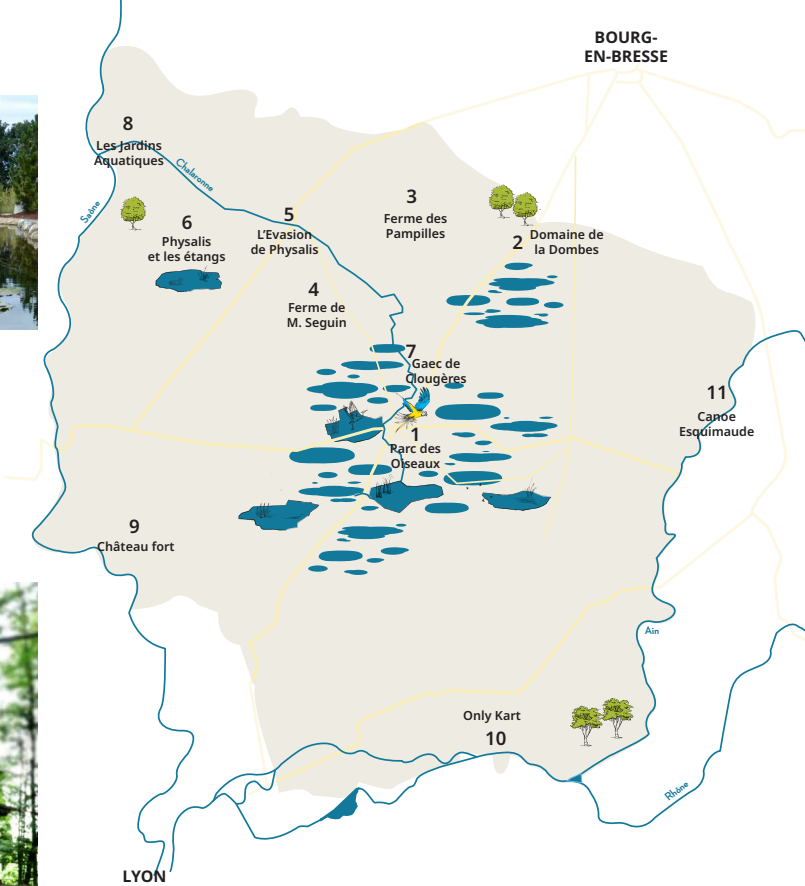 BOURG-
EN-BRESSE
8
Les Jardins
Aquatiques
Chalaronne
Saône
3
Ferme des
Pampilles
5
L’Evasion
de Physalis
6
Physalis
et les étangs
2
Domaine de
la Dombes
4
Ferme de
M. Seguin
7
Gaec de
Clougères
11
Canoe
Esquimaude
1
Parc des
Oiseaux
9
Château fort
Ain
Only Kart
10
Rhône
LYON